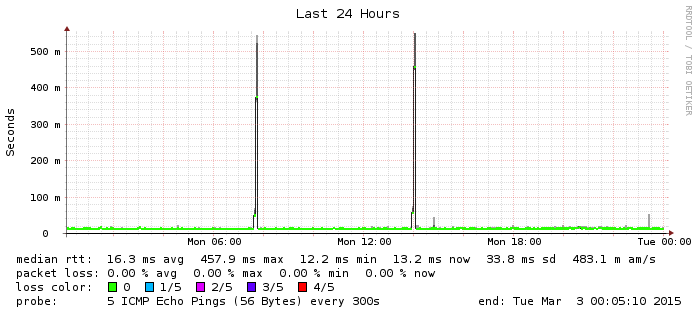 Last 24 Hours
RRDTOOL / TOBI OETIKER
Seconds
500 m
400 m
300 m
200 m
100 m
0
Mon 06:00 Mon 12:00 Mon 18:00 Tue 00:00
median rtt: 16.3 ms avg 457.9 ms max 12.2 ms min 13.2 ms now 33.8 ms sd 483.1 m am/s
packet loss: 0.00 % avg 0.00 % max 0.00 % min 0.00 % now
loss color: 0 1/5 2/5 3/5 4/5
probe: 5 ICMP Echo Pings (56 Bytes) every 300s end: Tue Mar 3 00:05:10 2015